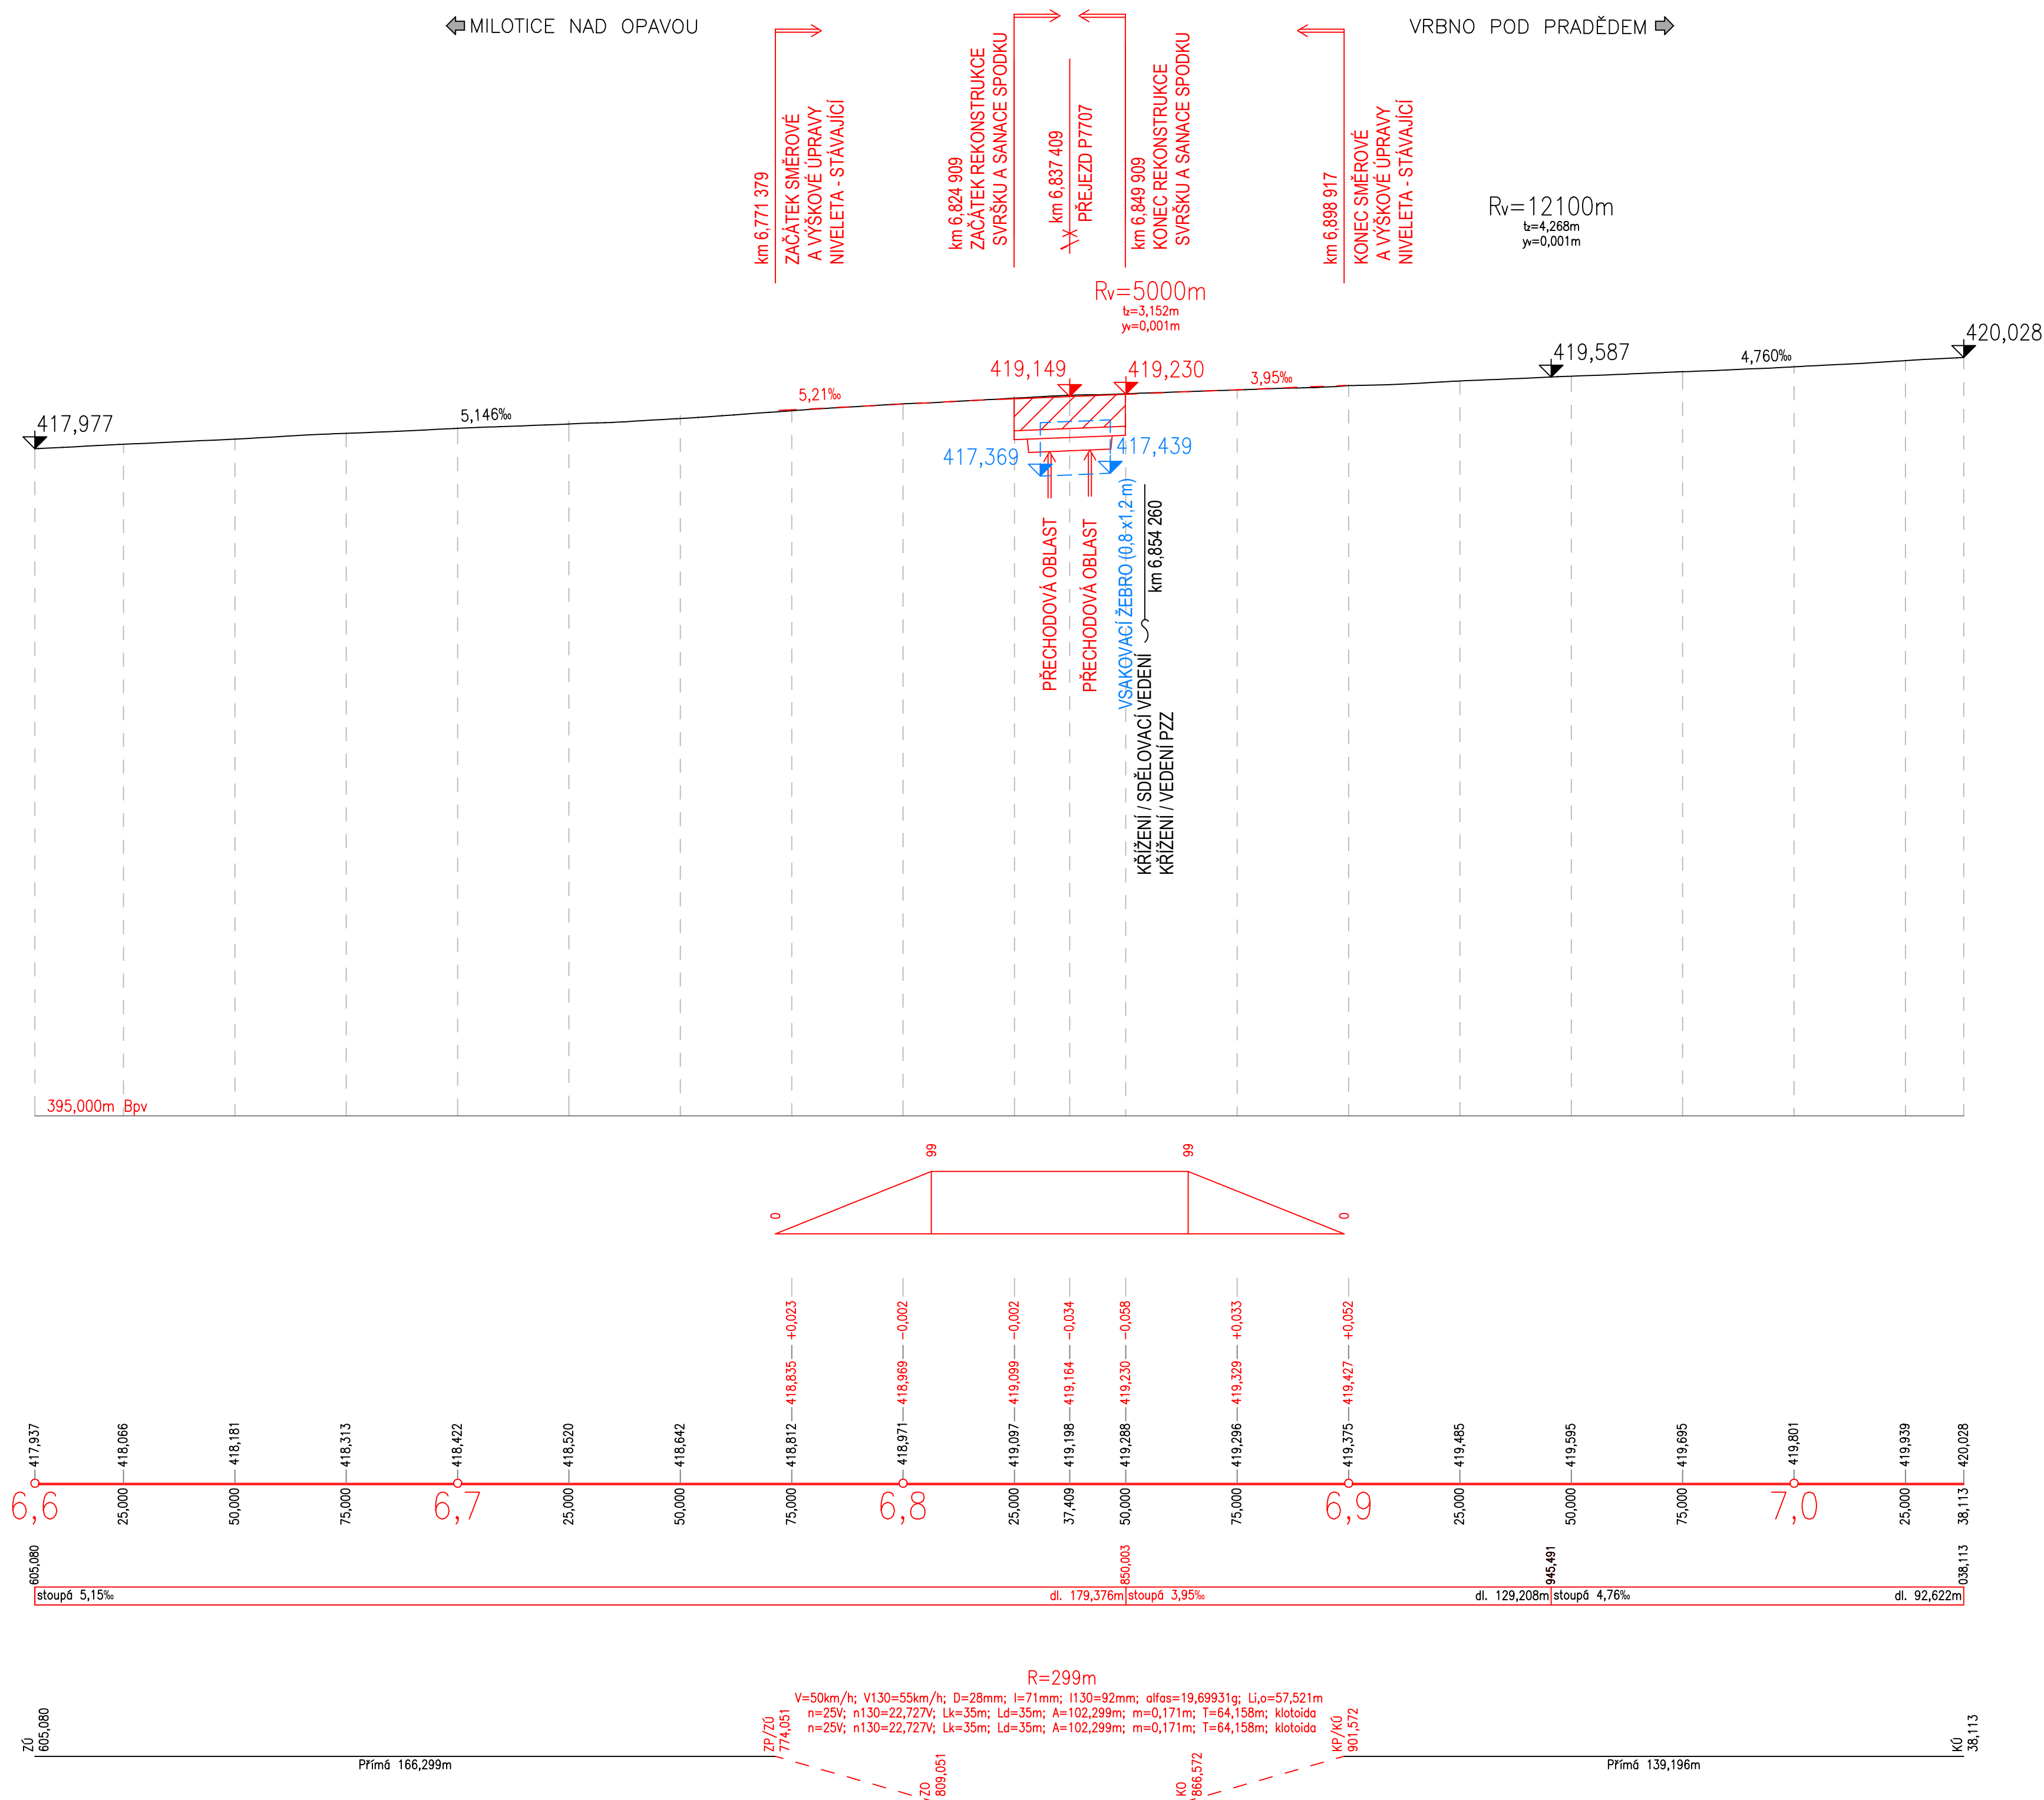 MILOTICE NAD OPAVOU
VRBNO POD PRADĚDEM
km 6,771 379
ZAČÁTEK SMĚROVÉ
A VÝŠKOVÉ ÚPRAVY
NIVELETA - STÁVAJÍCÍ
km 6,824 909
ZAČÁTEK REKONSTRUKCE
SVRŠKU A SANACE SPODKU
km 6,837 409
PŘEJEZD P7707
km 6,849 909
KONEC REKONSTRUKCE
SVRŠKU A SANACE SPODKU
km 6,898 917
KONEC SMĚROVÉ
A VÝŠKOVÉ ÚPRAVY
NIVELETA - STÁVAJÍCÍ
Rv=12100m
tz=4,268m
yv=0,001m
Rv=5000m
tz=3,152m
yv=0,001m
417,977
5,146‰
5,21‰
419,149
419,230
3,95‰
419,587
4,760‰
420,028
417,369
417,439
PŘECHODOVÁ OBLAST
PŘECHODOVÁ OBLAST
VSAKOVACÍ ŽEBRO (0,8 x1,2 m)
km 6,854 260
KŘÍŽENÍ / SDĚLOVACÍ VEDENÍ
KŘÍŽENÍ / VEDENÍ PZZ
395,000m Bpv
0
99
99
0
+0,023
-0,002
-0,002
-0,034
-0,058
+0,033
+0,052
418,835
418,969
419,099
419,164
419,230
419,329
419,427
417,937
418,066
418,181
418,313
418,422
418,520
418,642
418,812
418,971
419,097
419,198
419,288
419,296
419,375
419,485
419,595
419,695
419,801
419,939
420,028
6,6
25,000
50,000
75,000
6,7
25,000
50,000
75,000
6,8
25,000
37,409
50,000
75,000
6,9
25,000
50,000
75,000
7,0
25,000
38,113
605,080
850,003
945,491
038,113
stoupá 5,15‰
dl. 179,376m
stoupá 3,95‰
dl. 129,208m
stoupá 4,76‰
dl. 92,622m
R=299m
V=50km/h; V130=55km/h; D=28mm; I=71mm; I130=92mm; alfas=19,69931g; Li,o=57,521m
n=25V; n130=22,727V; Lk=35m; Ld=35m; A=102,299m; m=0,171m; T=64,158m; klotoida
n=25V; n130=22,727V; Lk=35m; Ld=35m; A=102,299m; m=0,171m; T=64,158m; klotoida
ZÚ
605,080
Přímá 166,299m
ZP/ZÚ
774,051
ZO
809,051
KO
866,572
KP/KÚ
901,572
Přímá 139,196m
KÚ
38,113